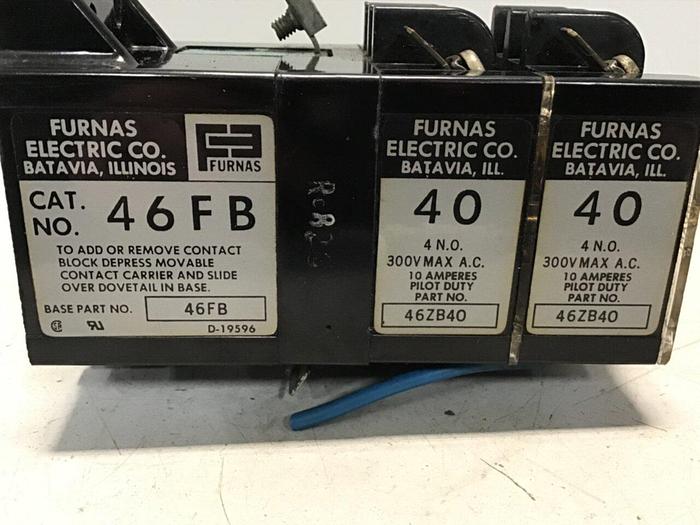 FURNAS
ELECTRIC CO.
BATAVIA, ILLINOIS
FURNAS
CAT.
NO. 46FB
TO ADD OR REMOVE CONTACT
BLOCK DEPRESS MOVABLE
CONTACT CARRIER AND SLIDE
OVER DOVETAIL IN BASE.
BASE PART NO. 46FB
D-19596
FURNAS
ELECTRIC CO.
BATAVIA, ILL.
40
4 N.O.
300V MAX A.C.
10 AMPERES
PILOT DUTY
PART NO.
46ZB40
FURNAS
ELECTRIC CO.
BATAVIA, ILL.
40
4 N.O.
300V MAX A.C.
10 AMPERES
PILOT DUTY
PART NO.
46ZB40